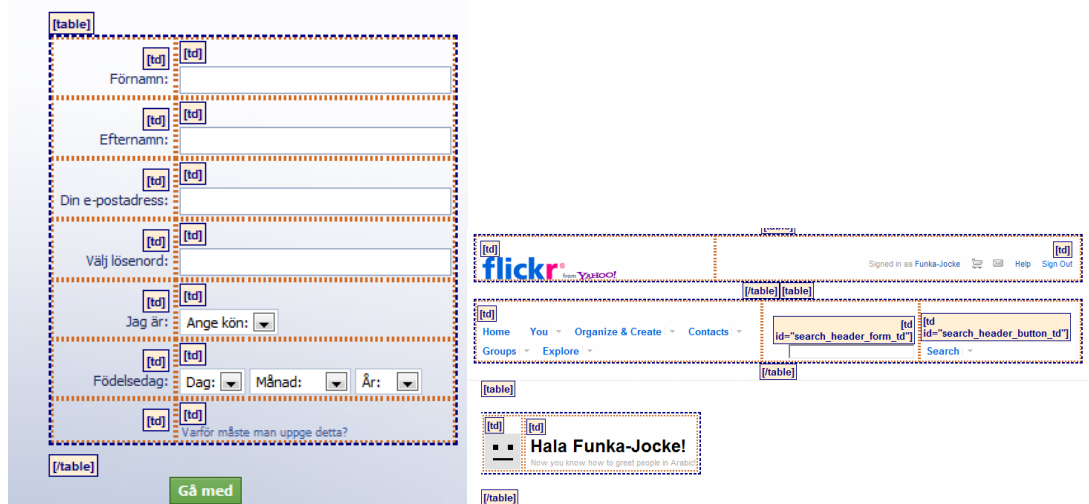 [table]
[td] [td]
Förnamn:
[td] [td]
Efternamn:
[td] [td]
Din e-postadress:
[td] [td]
Välj lösenord:
[td] [td]
Jag är: Ange kön:
[td] [td]
Födelsedag: Dag: Månad: År:
[td] [td]
Varför måste man uppge detta?
[/table]
Gå med
[table]
[td] [td]
flickr from YAHOO! Signed in as Funka-Jocke Help Sign Out
[/table] [table]
[td] [td id="search_header_form_td"] [td id="search_header_button_td"]
Home You Organize & Create Contacts
Groups Explore Search
[/table]
[table]
[td] [td]
Hala Funka-Jocke!
Now you know how to greet people in Arabic!
[/table]